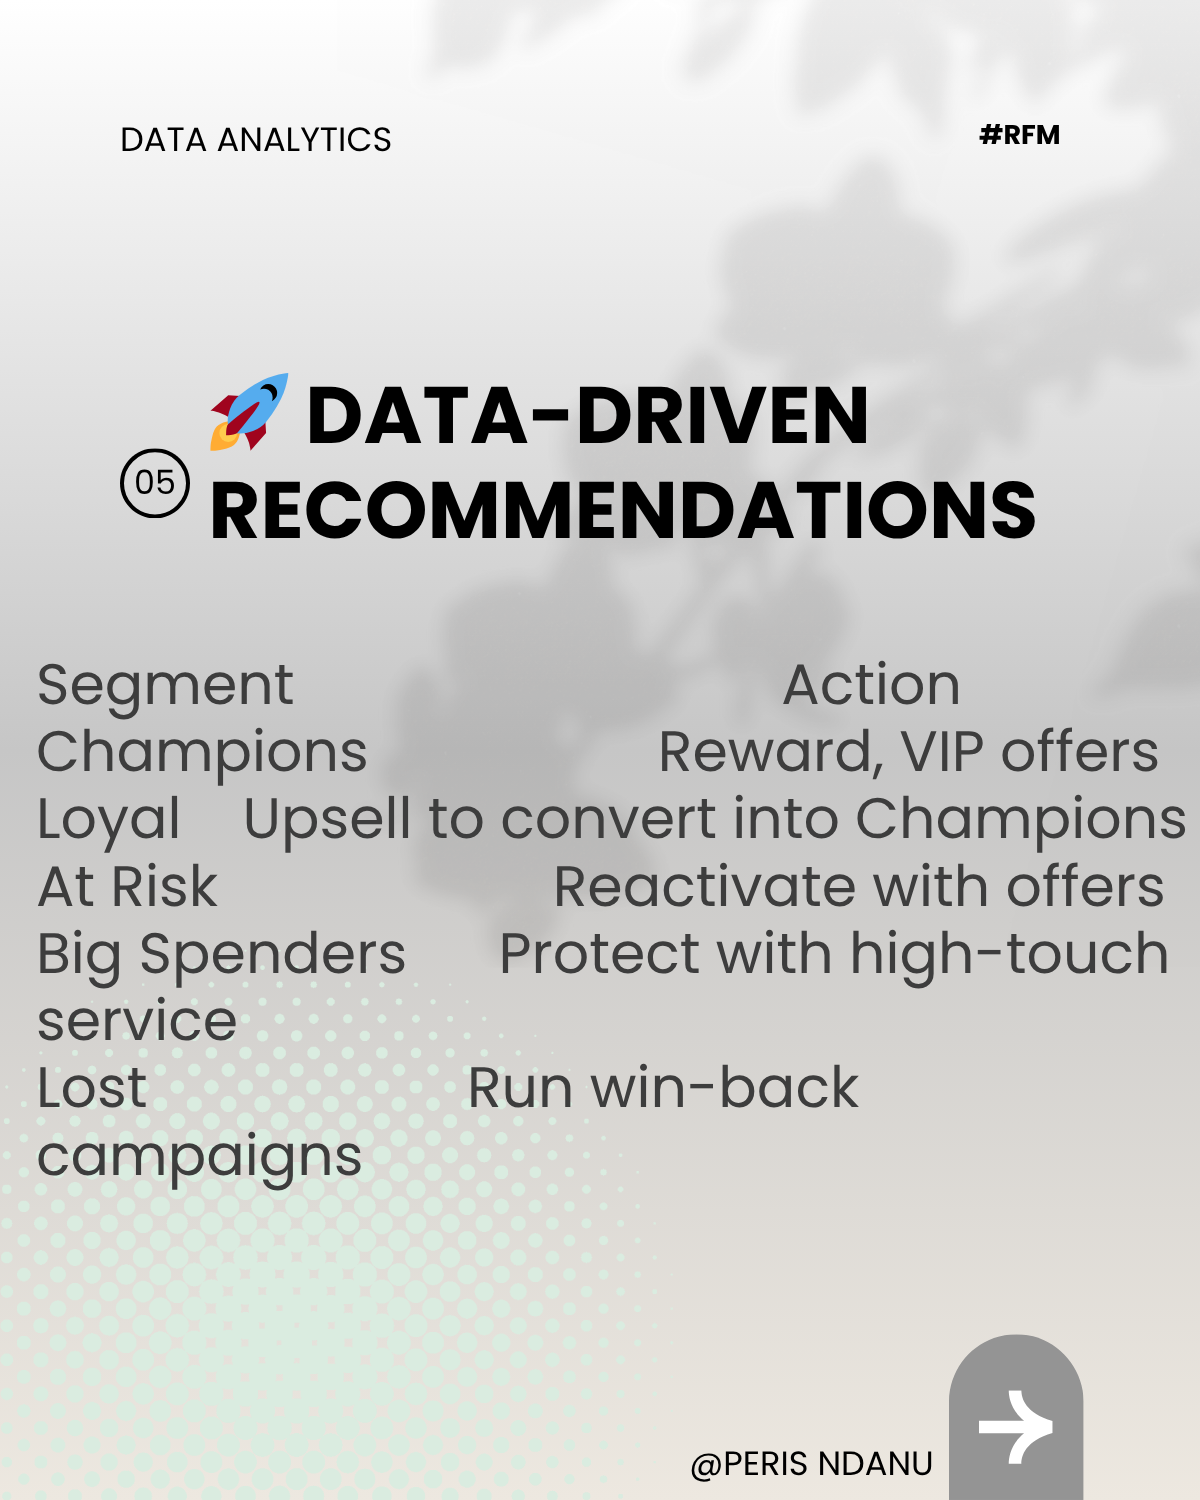 DATA ANALYTICS
#RFM
🚀 DATA-DRIVEN
05
RECOMMENDATIONS
Segment Action
Champions Reward, VIP offers
Loyal Upsell to convert into Champions
At Risk Reactivate with offers
Big Spenders Protect with high-touch
service
Lost Run win-back
campaigns
@PERIS NDANU